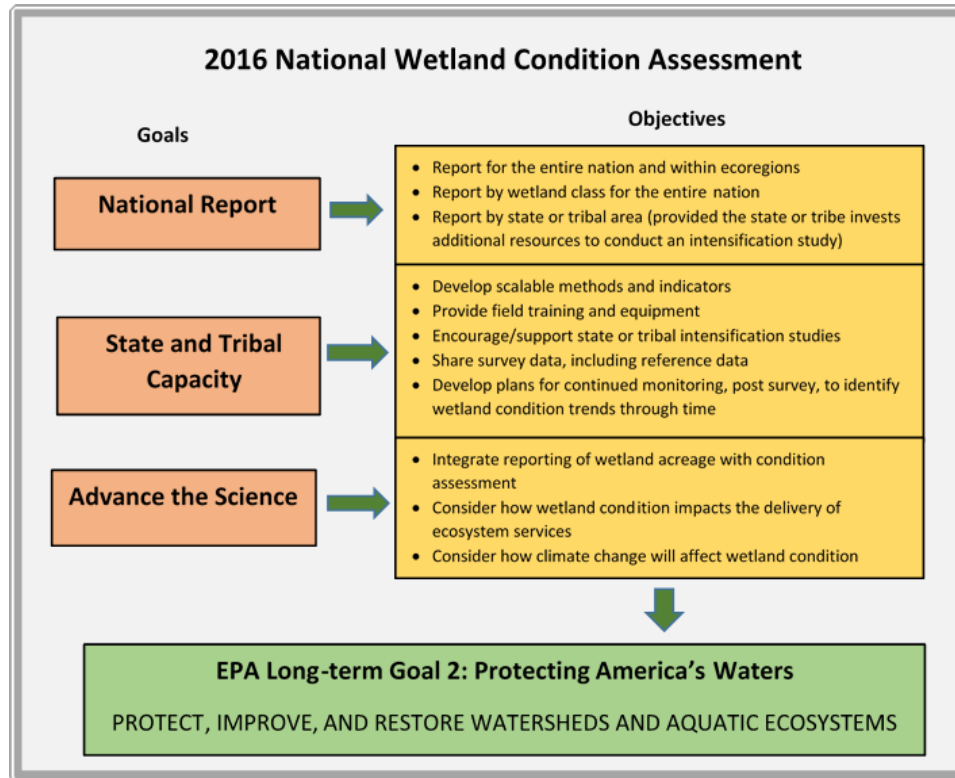 2016 National Wetland Condition Assessment
Goals
Objectives
National Report
• Report for the entire nation and within ecoregions
• Report by wetland class for the entire nation
• Report by state or tribal area (provided the state or tribe invests
additional resources to conduct an intensification study)
State and Tribal
Capacity
• Develop scalable methods and indicators
• Provide field training and equipment
• Encourage/support state or tribal intensification studies
• Share survey data, including reference data
• Develop plans for continued monitoring, post survey, to identify
wetland condition trends through time
Advance the Science
• Integrate reporting of wetland acreage with condition
assessment
• Consider how wetland condition impacts the delivery of
ecosystem services
• Consider how climate change will affect wetland condition
EPA Long-term Goal 2: Protecting America’s Waters
PROTECT, IMPROVE, AND RESTORE WATERSHEDS AND AQUATIC ECOSYSTEMS